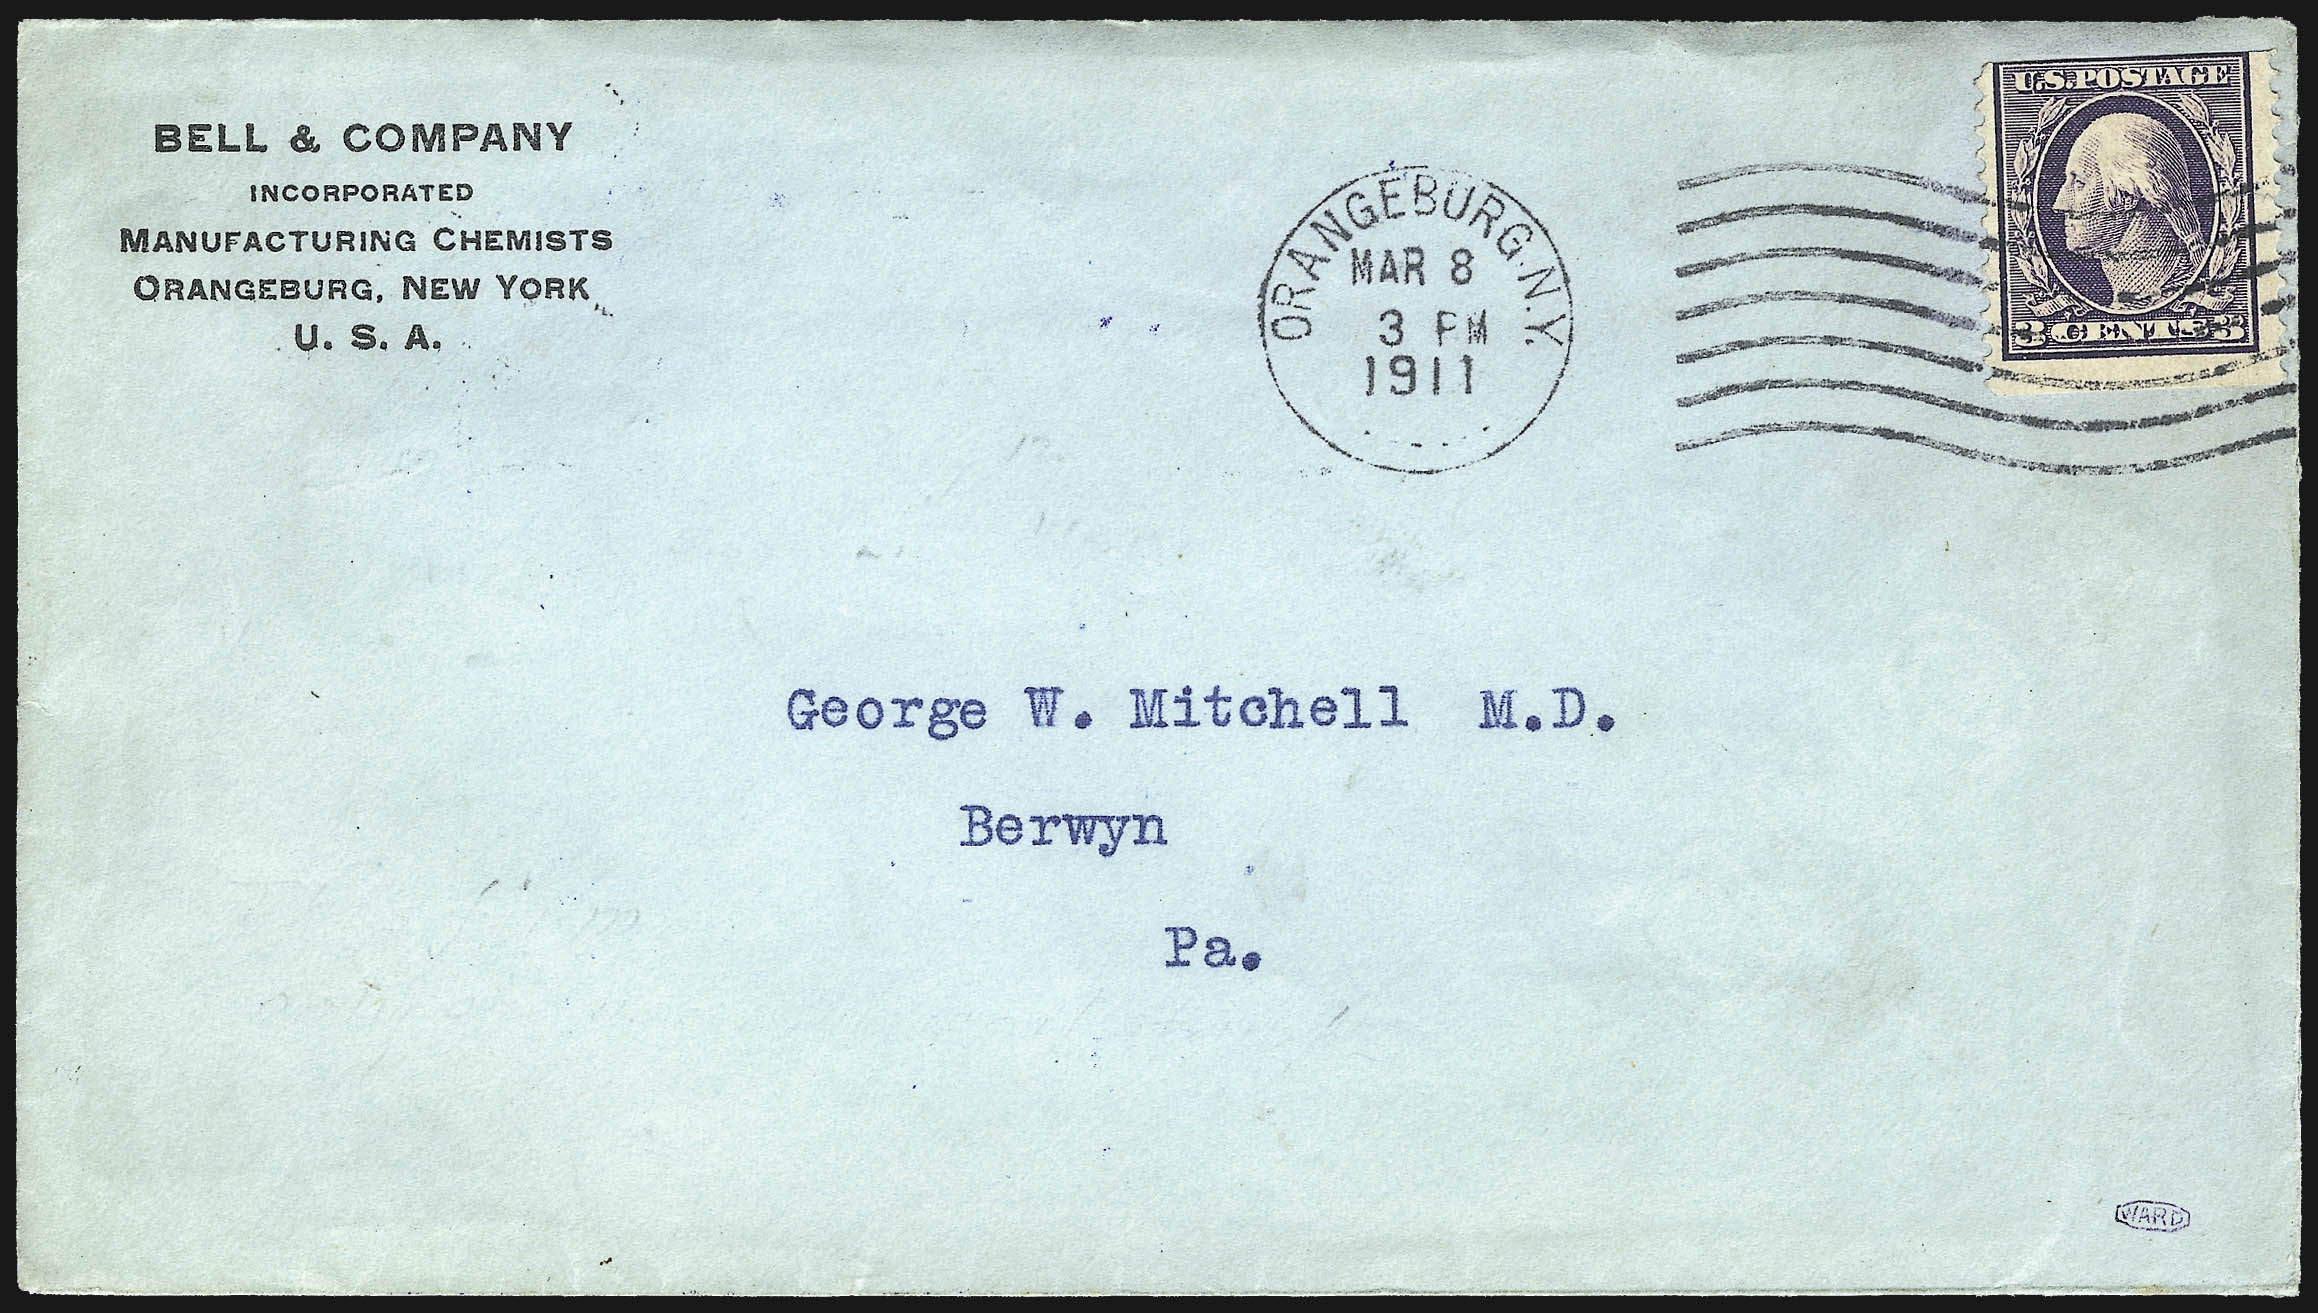 BELL & COMPANY
INCORPORATED
MANUFACTURING CHEMISTS
ORANGEBURG, NEW YORK
U. S. A.
ORANGEBURG. N.Y.
MAR 8
3 PM
1911
U.S. POSTAGE
3 CENTS 3
George W. Mitchell M.D.
Berwyn
Pa.
WARD